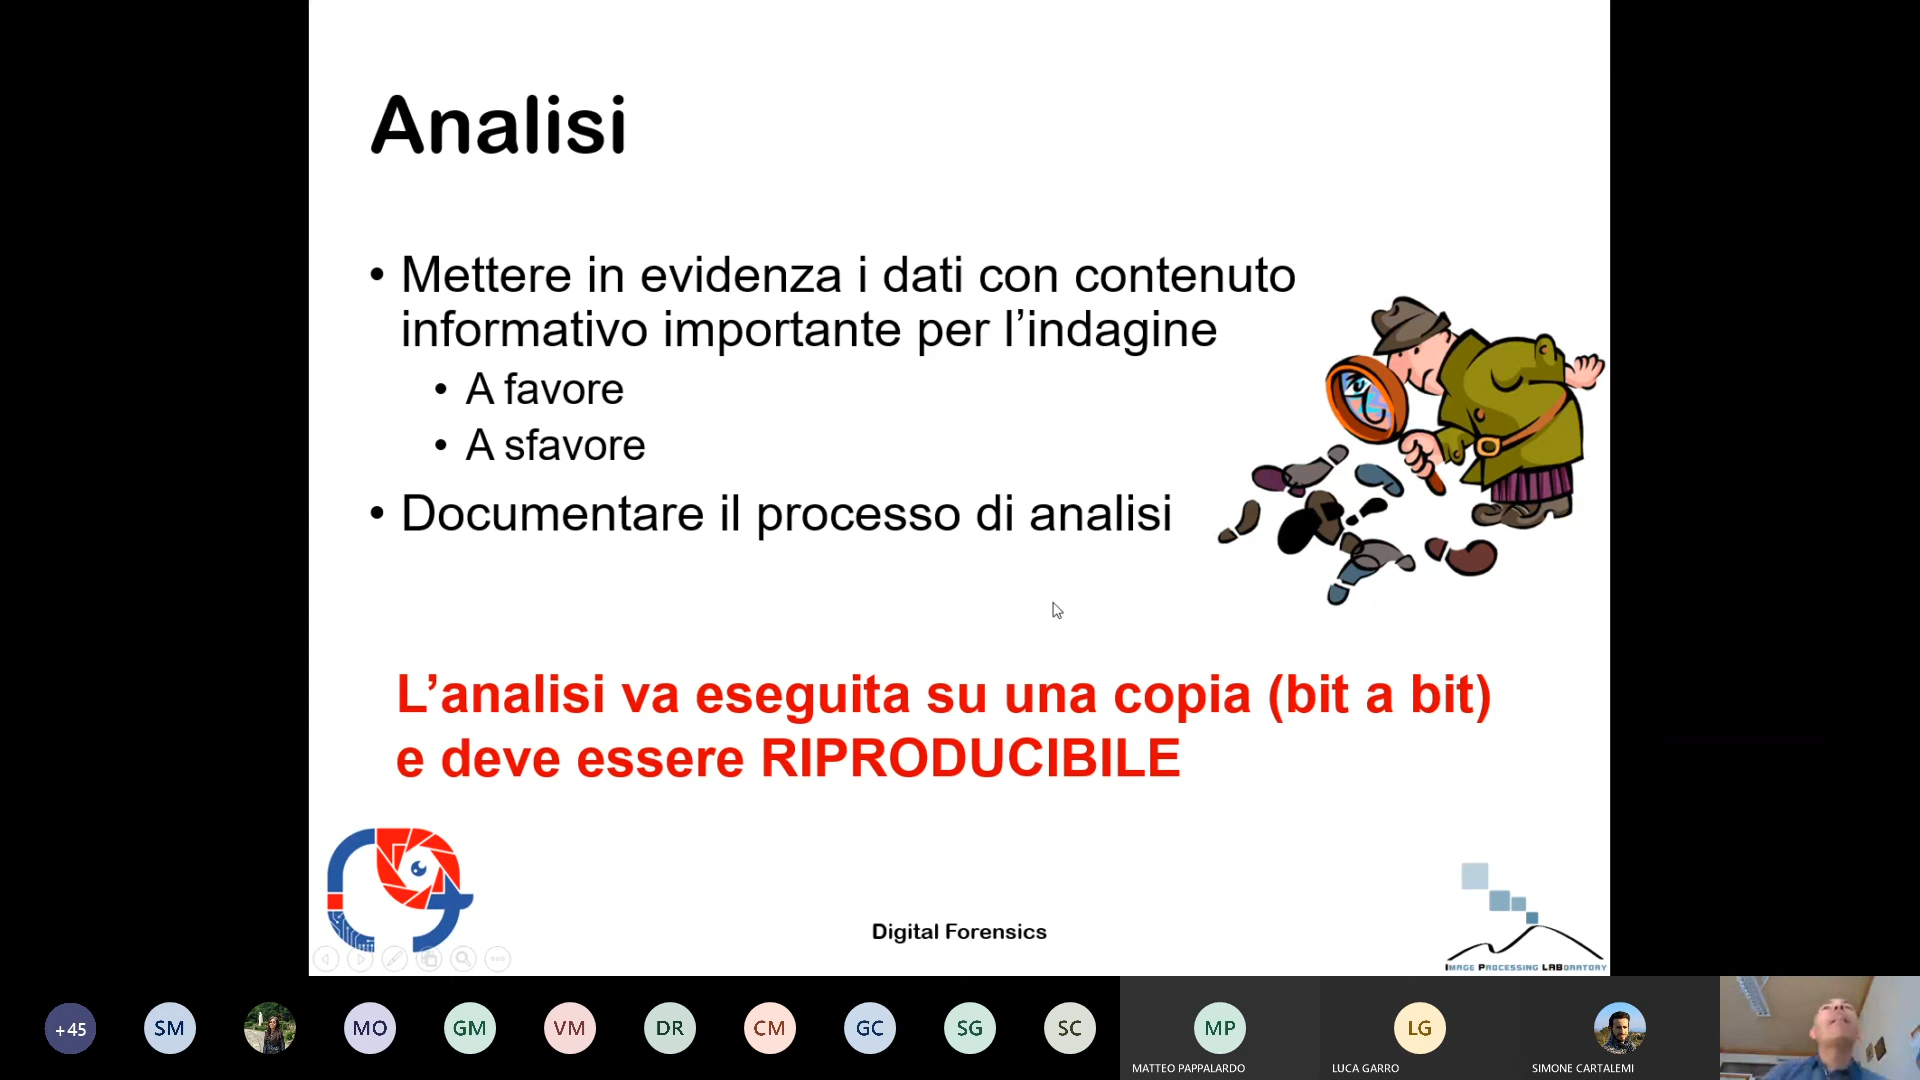 Analisi
• Mettere in evidenza i dati con contenuto
informativo importante per l’indagine
• A favore
• A sfavore
• Documentare il processo di analisi
L’analisi va eseguita su una copia (bit a bit)
e deve essere RIPRODUCIBILE
Digital Forensics
IMAGE PROCESSING LABORATORY
+45
SM
MO
GM
VM
DR
CM
GC
SG
SC
MP
LG
MATTEO PAPPALARDO
LUCA GARRO
SIMONE CARTALEMI